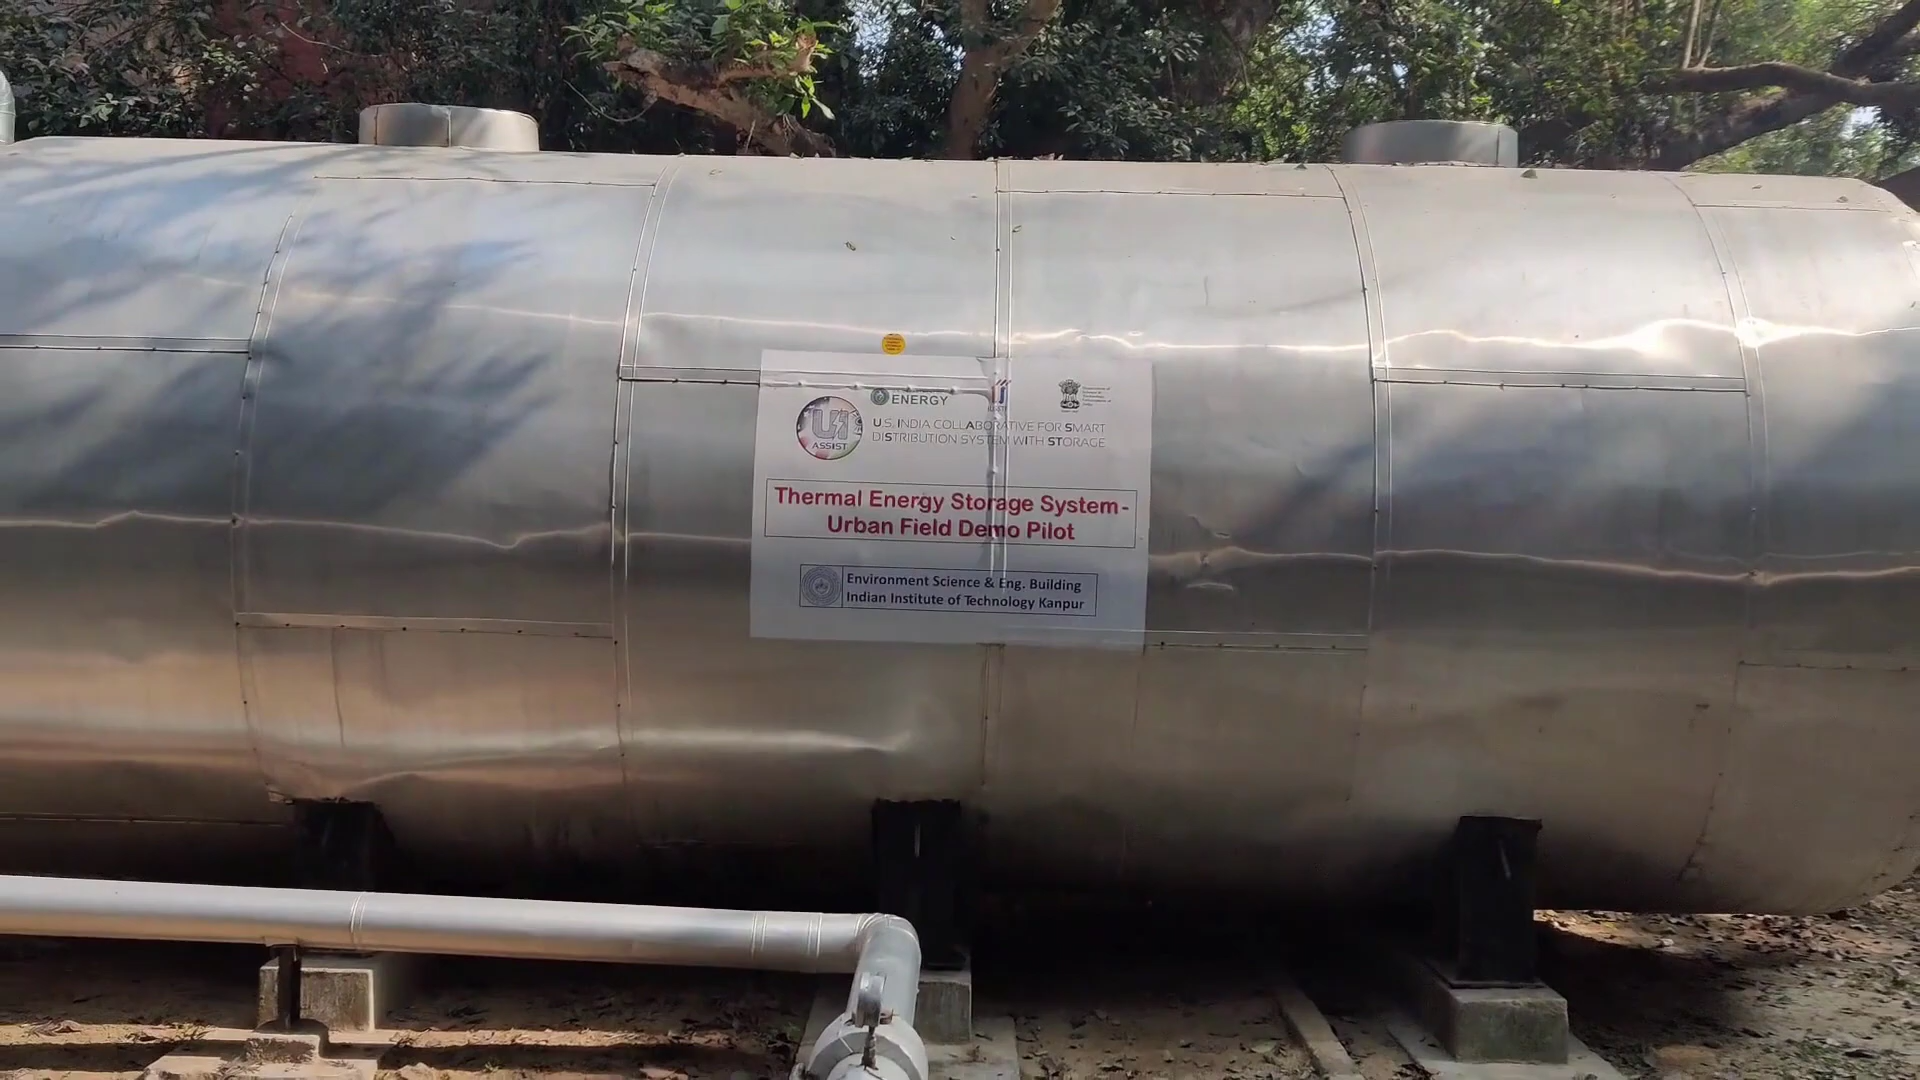 ENERGY
UI
ASSIST
U.S. INDIA COLLABORATIVE FOR SMART
DISTRIBUTION SYSTEM WITH STORAGE
Thermal Energy Storage System-
Urban Field Demo Pilot
Environment Science & Eng. Building
Indian Institute of Technology Kanpur